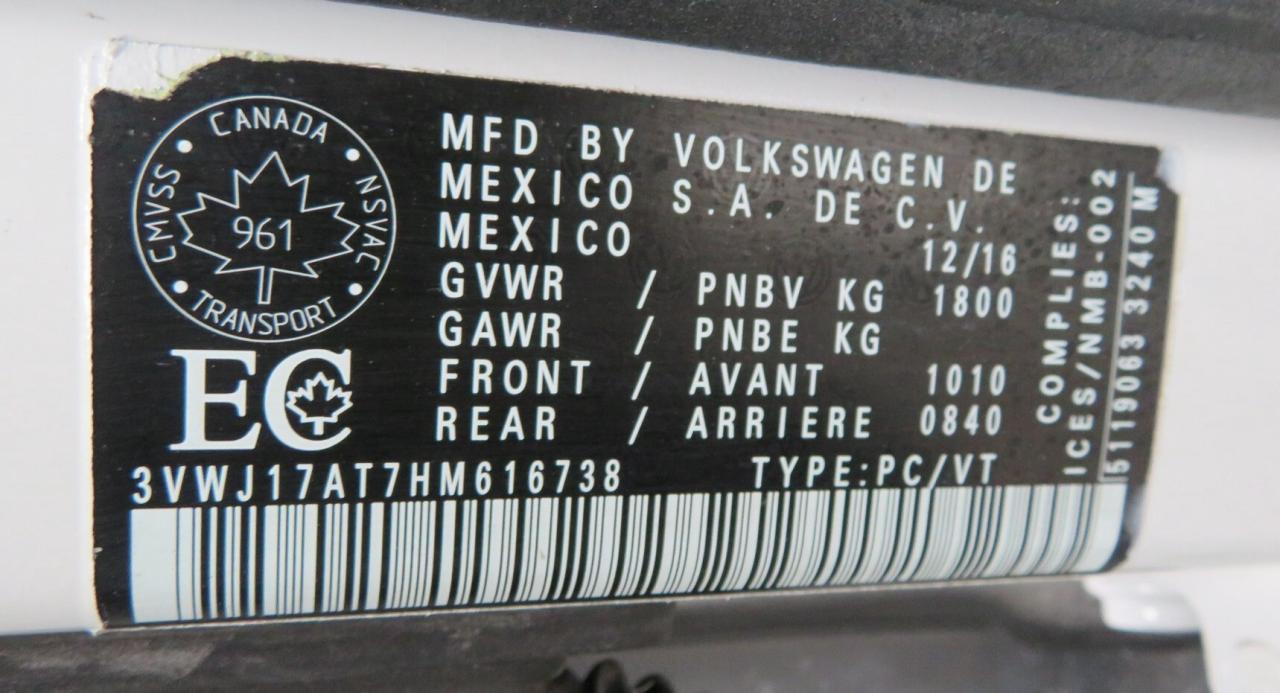 CANADA
CMVSS
NSVAC
961
TRANSPORT
EC
MFD BY VOLKSWAGEN DE
MEXICO S.A. DE C.V.
MEXICO 12/16
GVWR / PNBV KG 1800
GAWR / PNBE KG
FRONT / AVANT 1010
REAR / ARRIERE 0840
3VWJ17AT7HM616738 TYPE:PC/VT
COMPLIES:
ICES/NMB-002
5119063 3240 M